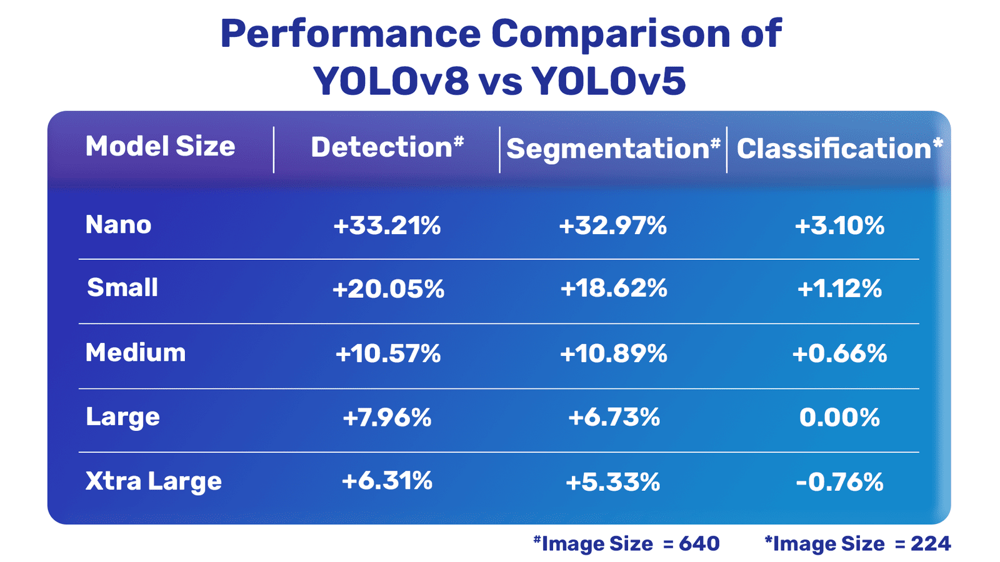 Performance Comparison of
YOLOv8 vs YOLOv5
Model Size Detection# Segmentation# Classification*
Nano +33.21% +32.97% +3.10%
Small +20.05% +18.62% +1.12%
Medium +10.57% +10.89% +0.66%
Large +7.96% +6.73% 0.00%
Xtra Large +6.31% +5.33% -0.76%
#Image Size = 640 *Image Size = 224